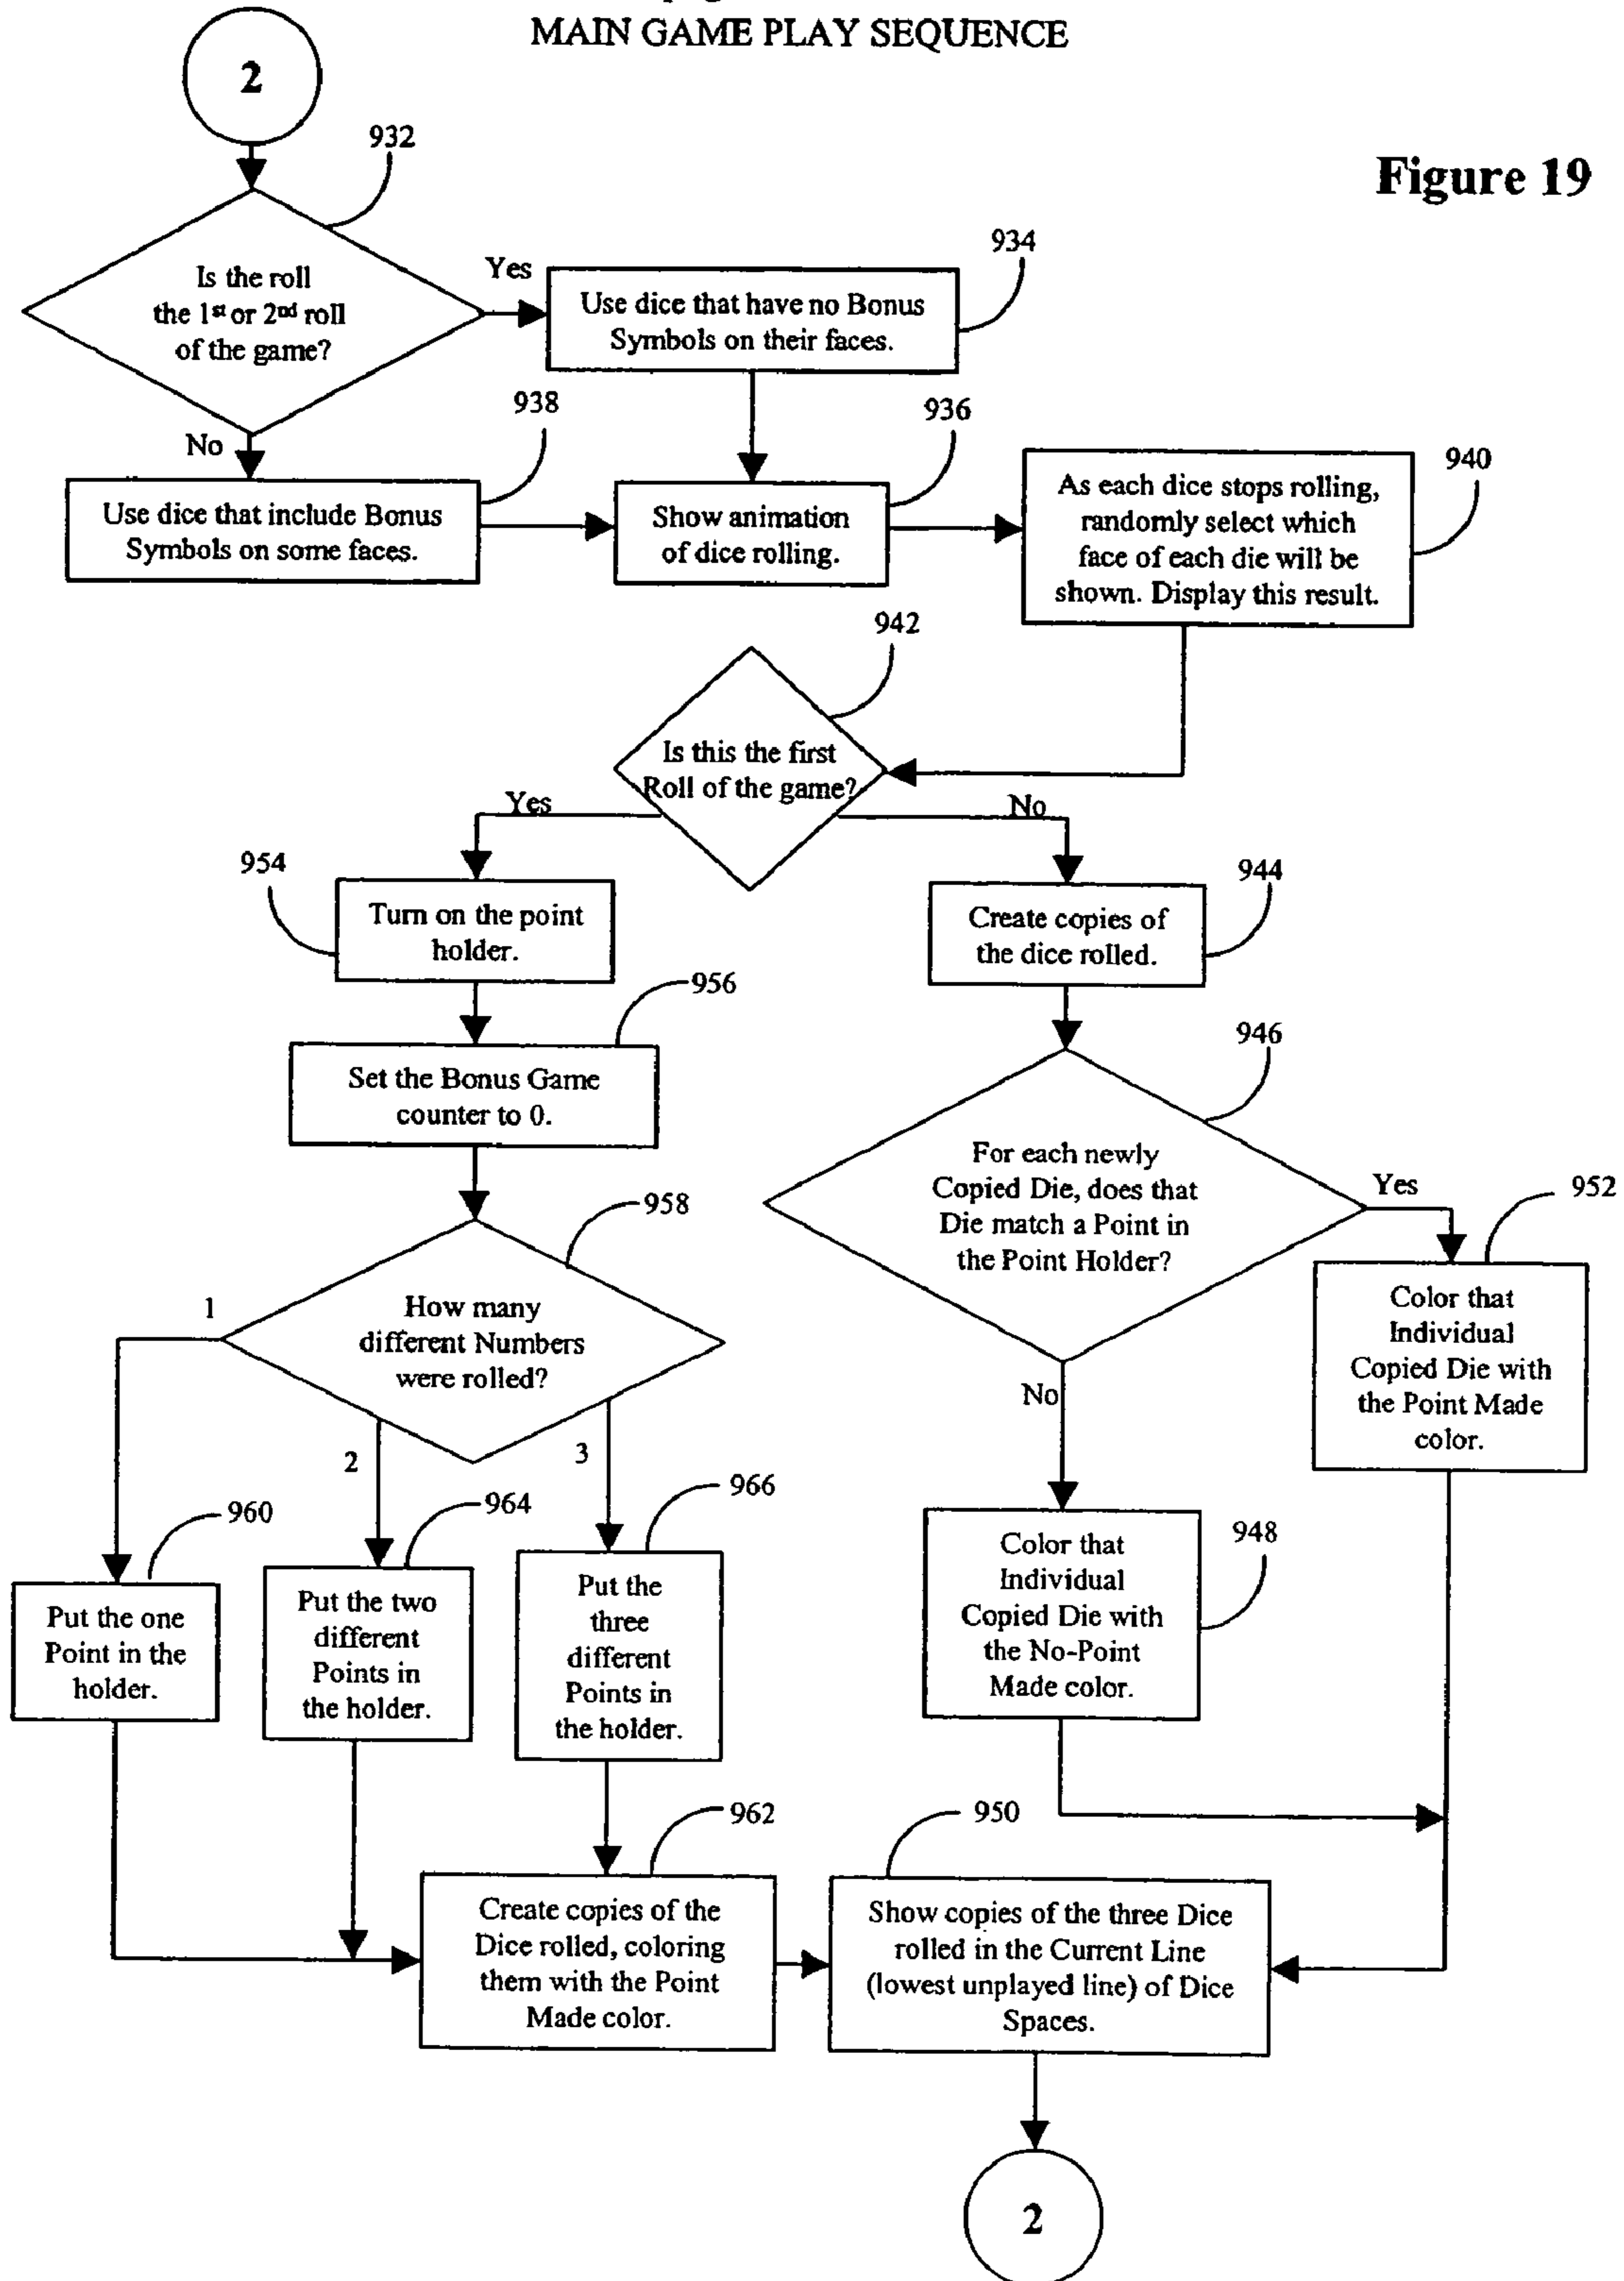 MAIN GAME PLAY SEQUENCE
2
932
Figure 19
Is the roll
the 1st or 2nd roll
of the game?
Yes
934
Use dice that have no Bonus
Symbols on their faces.
No
938
Use dice that include Bonus
Symbols on some faces.
936
Show animation
of dice rolling.
940
As each dice stops rolling,
randomly select which
face of each die will be
shown. Display this result.
942
Is this the first
Roll of the game?
Yes
No
954
Turn on the point
holder.
944
Create copies of
the dice rolled.
956
Set the Bonus Game
counter to 0.
946
For each newly
Copied Die, does that
Die match a Point in
the Point Holder?
Yes
952
Color that
Individual
Copied Die with
the Point Made
color.
958
How many
different Numbers
were rolled?
1
2
3
No
960
Put the one
Point in the
holder.
964
Put the two
different
Points in
the holder.
966
Put the
three
different
Points in
the holder.
948
Color that
Individual
Copied Die with
the No-Point
Made color.
962
Create copies of the
Dice rolled, coloring
them with the Point
Made color.
950
Show copies of the three Dice
rolled in the Current Line
(lowest unplayed line) of Dice
Spaces.
2